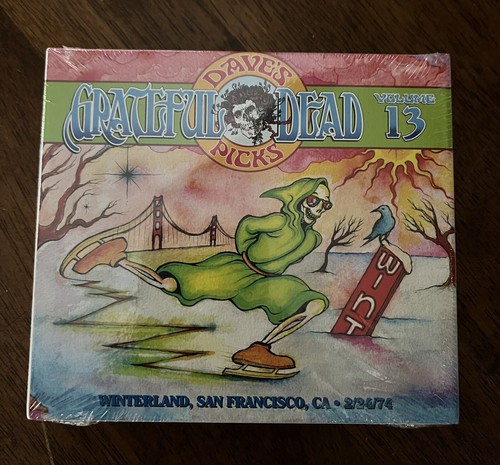 DAVE'S
GRATEFUL DEAD
VOLUME
13
PICKS
WINT
WINTERLAND, SAN FRANCISCO, CA • 2/24/74